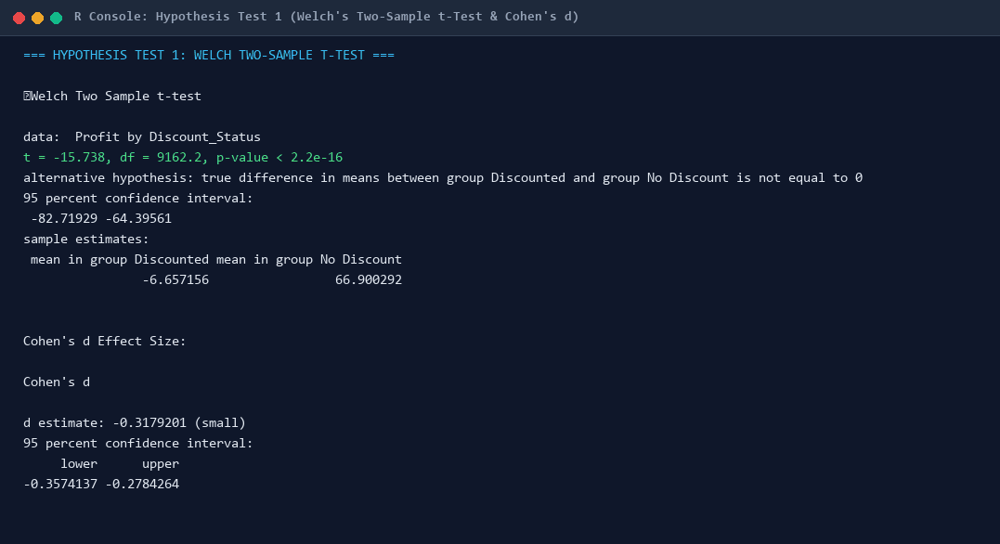 R Console: Hypothesis Test 1 (Welch's Two-Sample t-Test & Cohen's d)
=== HYPOTHESIS TEST 1: WELCH TWO-SAMPLE T-TEST ===
Welch Two Sample t-test
data:  Profit by Discount_Status
t = -15.738, df = 9162.2, p-value < 2.2e-16
alternative hypothesis: true difference in means between group Discounted and group No Discount is not equal to 0
95 percent confidence interval:
 -82.71929 -64.39561
sample estimates:
 mean in group Discounted mean in group No Discount
                -6.657156                 66.900292
Cohen's d Effect Size:
Cohen's d
d estimate: -0.3179201 (small)
95 percent confidence interval:
     lower      upper
-0.3574137 -0.2784264